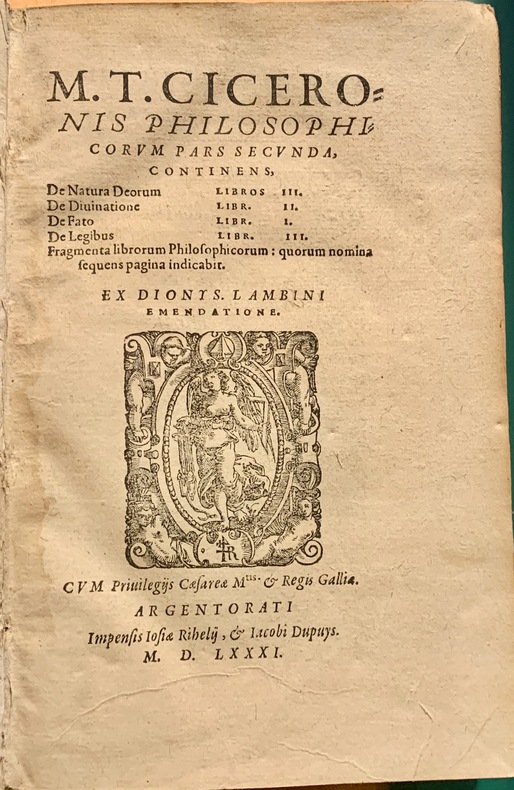 M. T. CICERO-
NIS PHILOSOPHI-
CORVM PARS SECVNDA,
CONTINENS,
De Natura Deorum LIBROS III.
De Diuinatione LIBR. II.
De Fato LIBR. I.
De Legibus LIBR. III.
Fragmenta librorum Philoſophicorum : quorum nomina
ſequens pagina indicabit.
EX DIONYS. LAMBINI
EMENDATIONE.
R
CVM Priuilegijs Cæſareæ Mtis. & Regis Galliæ.
ARGENTORATI
Impenſis Ioſiæ Rihelij, & Iacobi Dupuys.
M. D. LXXXI.